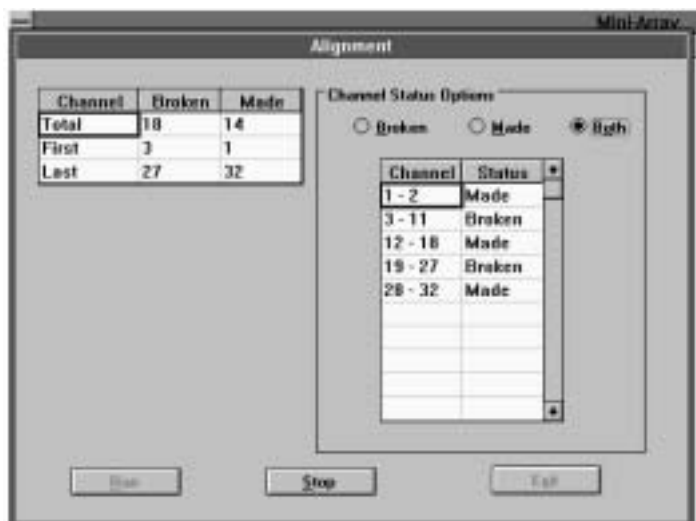 Mini-Array
Alignment
Channel Broken Made
Total 18 14
First 3 1
Last 27 32
Channel Status Options
Broken Made Both
Channel Status
1 - 2 Made
3 - 11 Broken
12 - 18 Made
19 - 27 Broken
28 - 32 Made
Run Stop Exit